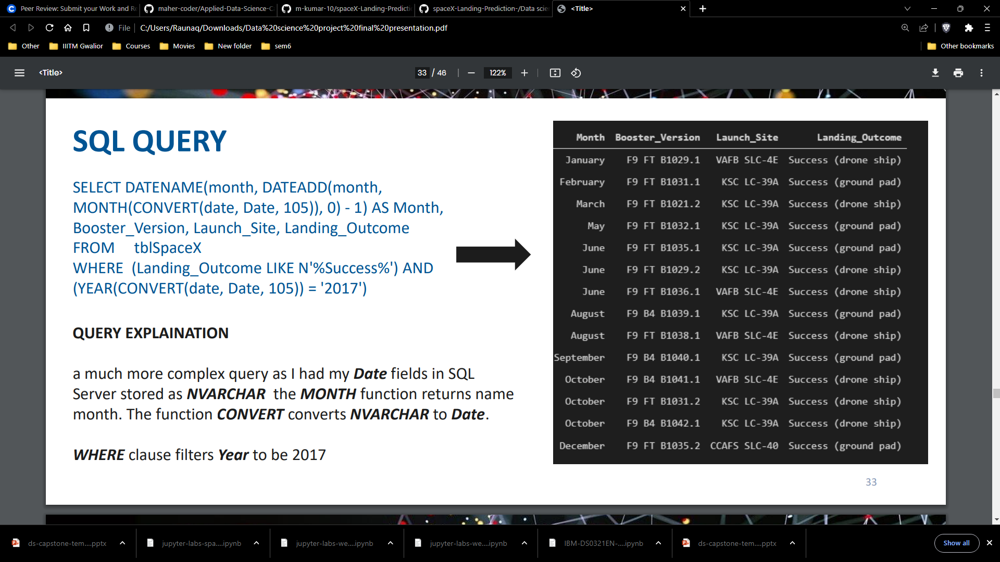 Peer Review: Submit your Work and Re
maher-coder/Applied-Data-Science-C
m-kumar-10/spaceX-Landing-Predicti
spaceX-Landing-Prediction-/Data scien
<Title>
File
C:/Users/Raunaq/Downloads/Data%20science%20project%20final%20presentation.pdf
Other
IIITM Gwalior
Courses
Movies
New folder
sem6
Other bookmarks
<Title>
33 / 46
122%
SQL QUERY
SELECT DATENAME(month, DATEADD(month,
MONTH(CONVERT(date, Date, 105)), 0) - 1) AS Month,
Booster_Version, Launch_Site, Landing_Outcome
FROM tblSpaceX
WHERE (Landing_Outcome LIKE N'%Success%') AND
(YEAR(CONVERT(date, Date, 105)) = '2017')
QUERY EXPLAINATION
a much more complex query as I had my Date fields in SQL
Server stored as NVARCHAR the MONTH function returns name
month. The function CONVERT converts NVARCHAR to Date.
WHERE clause filters Year to be 2017
Month Booster_Version Launch_Site Landing_Outcome
January F9 FT B1029.1 VAFB SLC-4E Success (drone ship)
February F9 FT B1031.1 KSC LC-39A Success (ground pad)
March F9 FT B1021.2 KSC LC-39A Success (drone ship)
May F9 FT B1032.1 KSC LC-39A Success (ground pad)
June F9 FT B1035.1 KSC LC-39A Success (ground pad)
June F9 FT B1029.2 KSC LC-39A Success (drone ship)
June F9 FT B1036.1 VAFB SLC-4E Success (drone ship)
August F9 B4 B1039.1 KSC LC-39A Success (ground pad)
August F9 FT B1038.1 VAFB SLC-4E Success (drone ship)
September F9 B4 B1040.1 KSC LC-39A Success (ground pad)
October F9 B4 B1041.1 VAFB SLC-4E Success (drone ship)
October F9 FT B1031.2 KSC LC-39A Success (drone ship)
October F9 B4 B1042.1 KSC LC-39A Success (drone ship)
December F9 FT B1035.2 CCAFS SLC-40 Success (ground pad)
33
ds-capstone-tem....pptx
jupyter-labs-spa....ipynb
jupyter-labs-we....ipynb
jupyter-labs-we....ipynb
IBM-DS0321EN-....ipynb
ds-capstone-tem....pptx
Show all